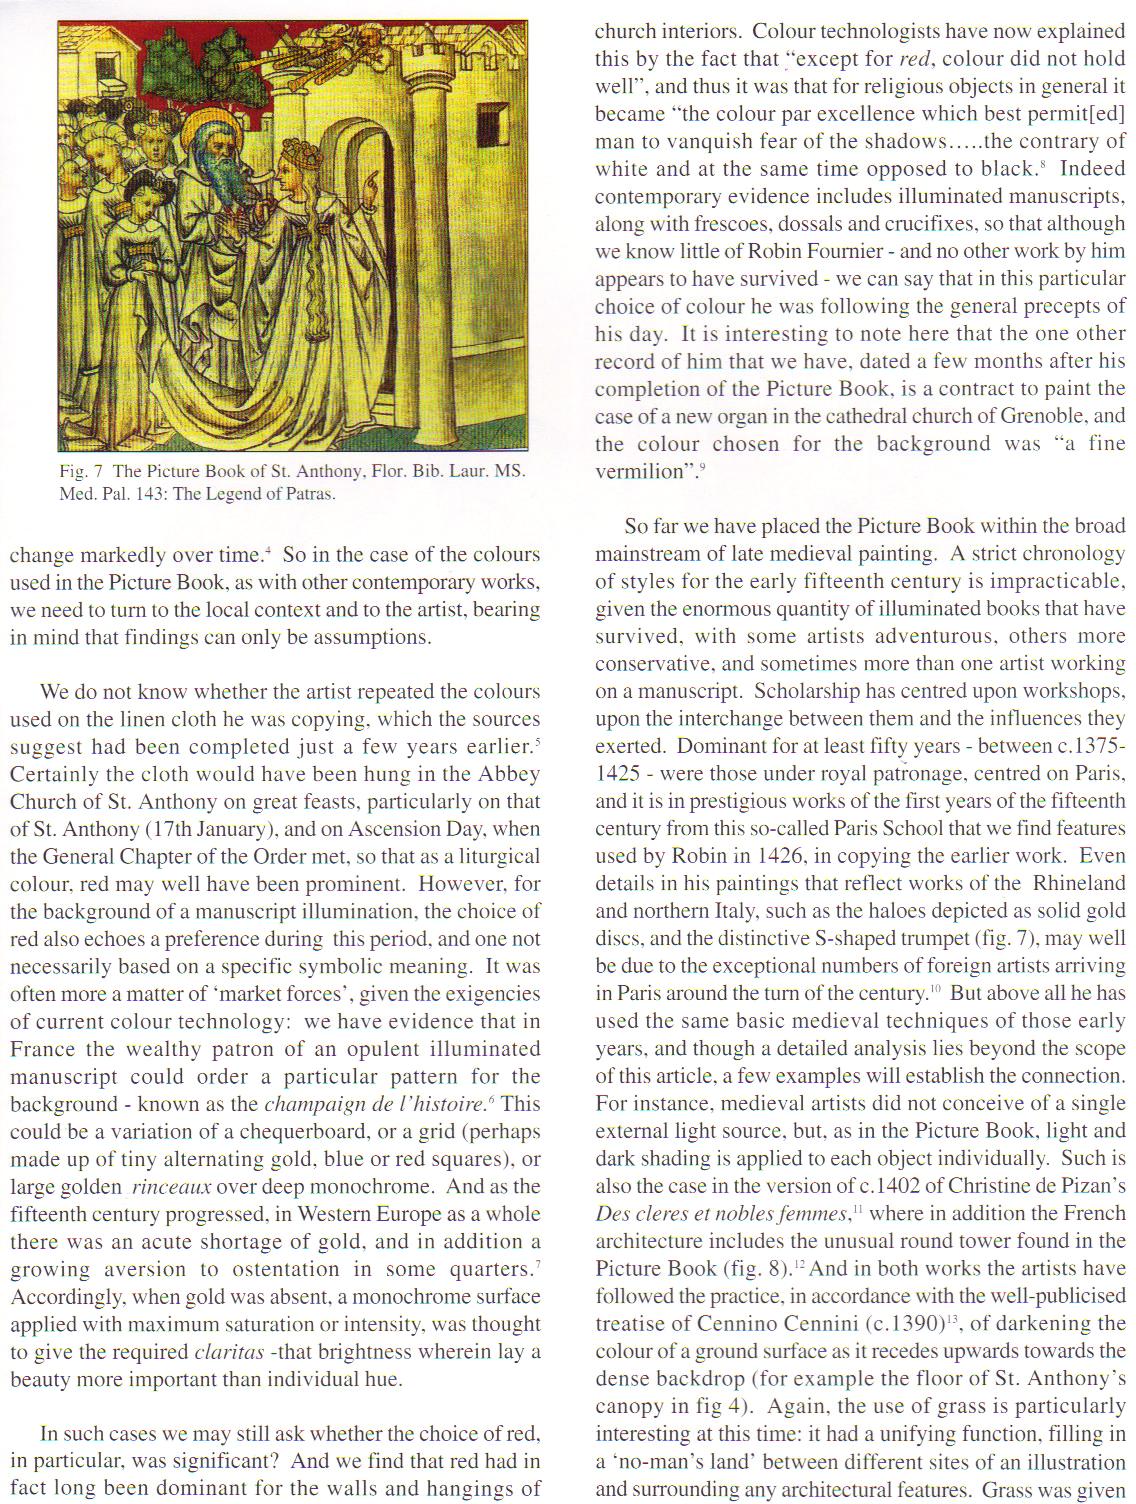 Fig. 7 The Picture Book of St. Anthony, Flor. Bib. Laur. MS.
Med. Pal. 143: The Legend of Patras.
change markedly over time.⁴ So in the case of the colours
used in the Picture Book, as with other contemporary works,
we need to turn to the local context and to the artist, bearing
in mind that findings can only be assumptions.
We do not know whether the artist repeated the colours
used on the linen cloth he was copying, which the sources
suggest had been completed just a few years earlier.⁵
Certainly the cloth would have been hung in the Abbey
Church of St. Anthony on great feasts, particularly on that
of St. Anthony (17th January), and on Ascension Day, when
the General Chapter of the Order met, so that as a liturgical
colour, red may well have been prominent. However, for
the background of a manuscript illumination, the choice of
red also echoes a preference during this period, and one not
necessarily based on a specific symbolic meaning. It was
often more a matter of ‘market forces’, given the exigencies
of current colour technology: we have evidence that in
France the wealthy patron of an opulent illuminated
manuscript could order a particular pattern for the
background - known as the champaign de l’histoire.⁶ This
could be a variation of a chequerboard, or a grid (perhaps
made up of tiny alternating gold, blue or red squares), or
large golden rinceaux over deep monochrome. And as the
fifteenth century progressed, in Western Europe as a whole
there was an acute shortage of gold, and in addition a
growing aversion to ostentation in some quarters.⁷
Accordingly, when gold was absent, a monochrome surface
applied with maximum saturation or intensity, was thought
to give the required claritas -that brightness wherein lay a
beauty more important than individual hue.
In such cases we may still ask whether the choice of red,
in particular, was significant? And we find that red had in
fact long been dominant for the walls and hangings of
church interiors. Colour technologists have now explained
this by the fact that “except for red, colour did not hold
well”, and thus it was that for religious objects in general it
became “the colour par excellence which best permit[ed]
man to vanquish fear of the shadows.....the contrary of
white and at the same time opposed to black.⁸ Indeed
contemporary evidence includes illuminated manuscripts,
along with frescoes, dossals and crucifixes, so that although
we know little of Robin Fournier - and no other work by him
appears to have survived - we can say that in this particular
choice of colour he was following the general precepts of
his day. It is interesting to note here that the one other
record of him that we have, dated a few months after his
completion of the Picture Book, is a contract to paint the
case of a new organ in the cathedral church of Grenoble, and
the colour chosen for the background was “a fine
vermilion”.⁹
So far we have placed the Picture Book within the broad
mainstream of late medieval painting. A strict chronology
of styles for the early fifteenth century is impracticable,
given the enormous quantity of illuminated books that have
survived, with some artists adventurous, others more
conservative, and sometimes more than one artist working
on a manuscript. Scholarship has centred upon workshops,
upon the interchange between them and the influences they
exerted. Dominant for at least fifty years - between c.1375-
1425 - were those under royal patronage, centred on Paris,
and it is in prestigious works of the first years of the fifteenth
century from this so-called Paris School that we find features
used by Robin in 1426, in copying the earlier work. Even
details in his paintings that reflect works of the Rhineland
and northern Italy, such as the haloes depicted as solid gold
discs, and the distinctive S-shaped trumpet (fig. 7), may well
be due to the exceptional numbers of foreign artists arriving
in Paris around the turn of the century.¹⁰ But above all he has
used the same basic medieval techniques of those early
years, and though a detailed analysis lies beyond the scope
of this article, a few examples will establish the connection.
For instance, medieval artists did not conceive of a single
external light source, but, as in the Picture Book, light and
dark shading is applied to each object individually. Such is
also the case in the version of c.1402 of Christine de Pizan’s
Des cleres et nobles femmes,¹¹ where in addition the French
architecture includes the unusual round tower found in the
Picture Book (fig. 8).¹² And in both works the artists have
followed the practice, in accordance with the well-publicised
treatise of Cennino Cennini (c.1390)¹³, of darkening the
colour of a ground surface as it recedes upwards towards the
dense backdrop (for example the floor of St. Anthony’s
canopy in fig 4). Again, the use of grass is particularly
interesting at this time: it had a unifying function, filling in
a ‘no-man’s land’ between different sites of an illustration
and surrounding any architectural features. Grass was given